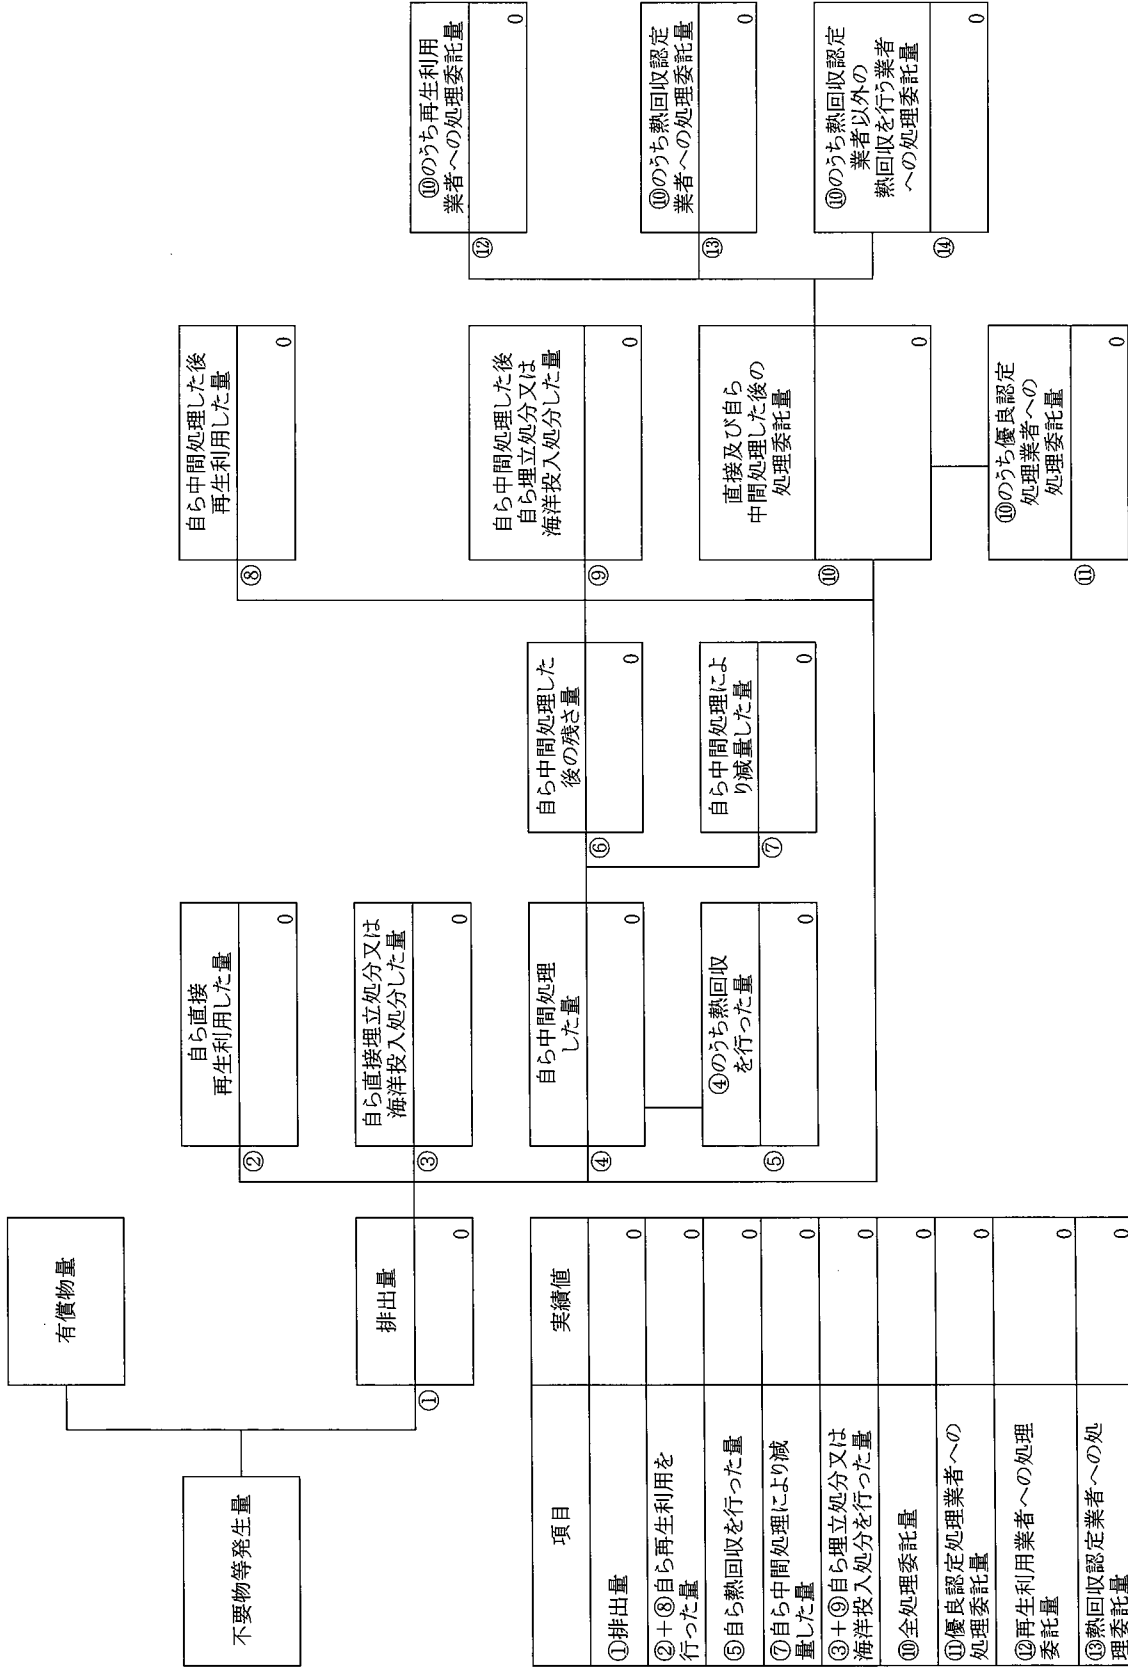 不要物等発生量
有償物量
①
排出量
0
②
自ら直接
再生利用した量
0
③
自ら直接埋立処分又は
海洋投入処分した量
0
④
自ら中間処理
した量
0
⑤
④のうち熱回収
を行った量
0
⑥
自ら中間処理した
後の残さ量
0
⑦
自ら中間処理によ
り減量した量
0
⑧
自ら中間処理した後
再生利用した量
0
⑨
自ら中間処理した後
自ら埋立処分又は
海洋投入処分した量
0
⑩
直接及び自ら
中間処理した後の
処理委託量
0
⑪
⑩のうち優良認定
処理業者への
処理委託量
0
⑫
⑩のうち再生利用
業者への処理委託量
0
⑬
⑩のうち熱回収認定
業者への処理委託量
0
⑭
⑩のうち熱回収認定
業者以外の
熱回収を行う業者
への処理委託量
0
項目 実績値
①排出量 0
②+⑧自ら再生利用を
行った量 0
⑤自ら熱回収を行った量 0
⑦自ら中間処理により減
量した量 0
③+⑨自ら埋立処分又は
海洋投入処分を行った量 0
⑩全処理委託量 0
⑪優良認定処理業者への
処理委託量 0
⑫再生利用業者への処理
委託量 0
⑬熱回収認定業者への処
理委託量 0